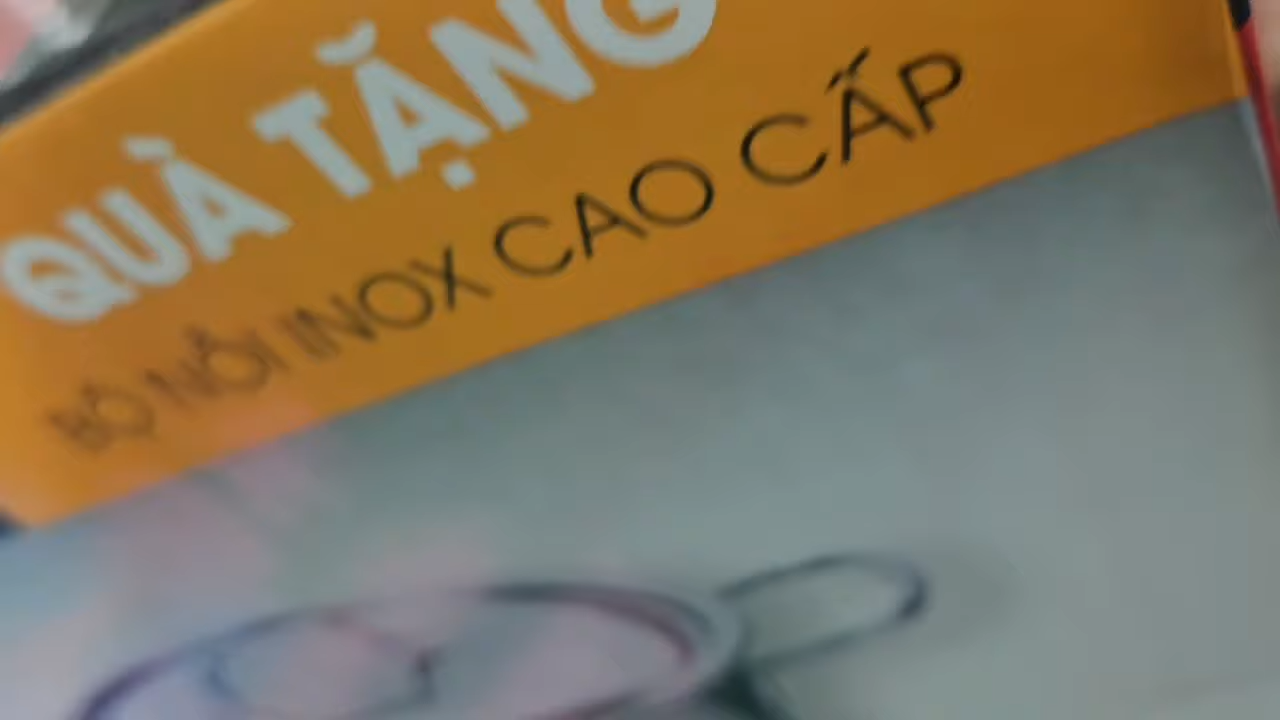 QUÀ TẶNG
BỘ NỒI INOX CAO CẤP